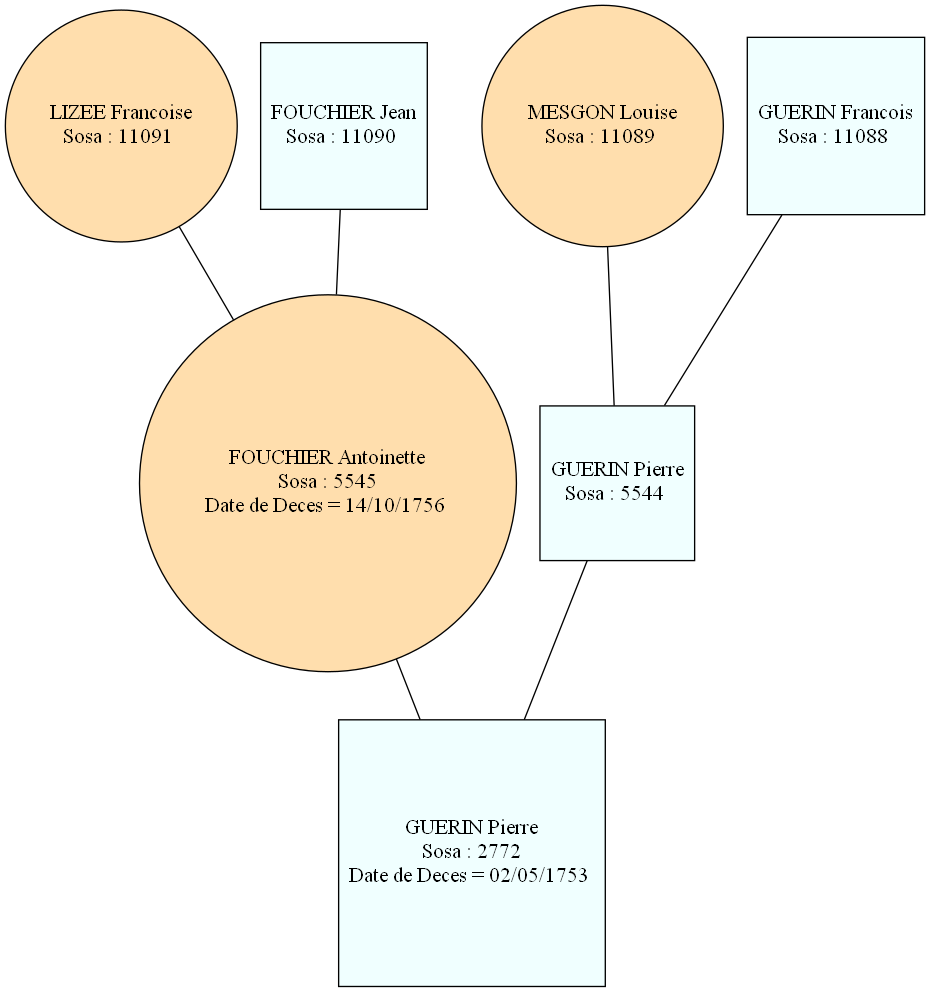 LIZEE Francoise
Sosa : 11091
FOUCHIER Jean
Sosa : 11090
MESGON Louise
Sosa : 11089
GUERIN Francois
Sosa : 11088
FOUCHIER Antoinette
Sosa : 5545
Date de Deces = 14/10/1756
GUERIN Pierre
Sosa : 5544
GUERIN Pierre
Sosa : 2772
Date de Deces = 02/05/1753